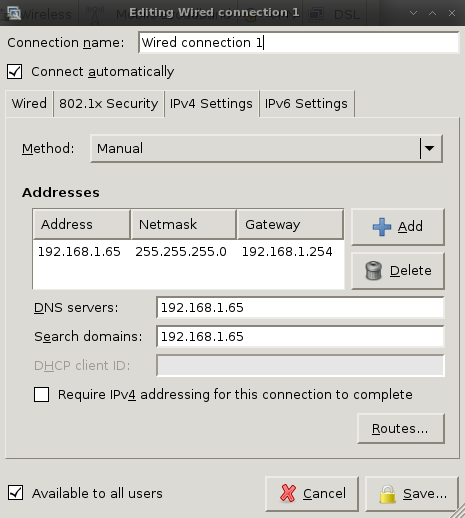 Editing Wired connection 1
Wireless
DSL
Connection name: Wired connection 1
Connect automatically
Wired 802.1x Security IPv4 Settings IPv6 Settings
Method: Manual
Addresses
Address Netmask Gateway
192.168.1.65 255.255.255.0 192.168.1.254
Add
Delete
DNS servers: 192.168.1.65
Search domains: 192.168.1.65
DHCP client ID:
Require IPv4 addressing for this connection to complete
Routes...
Available to all users Cancel Save...